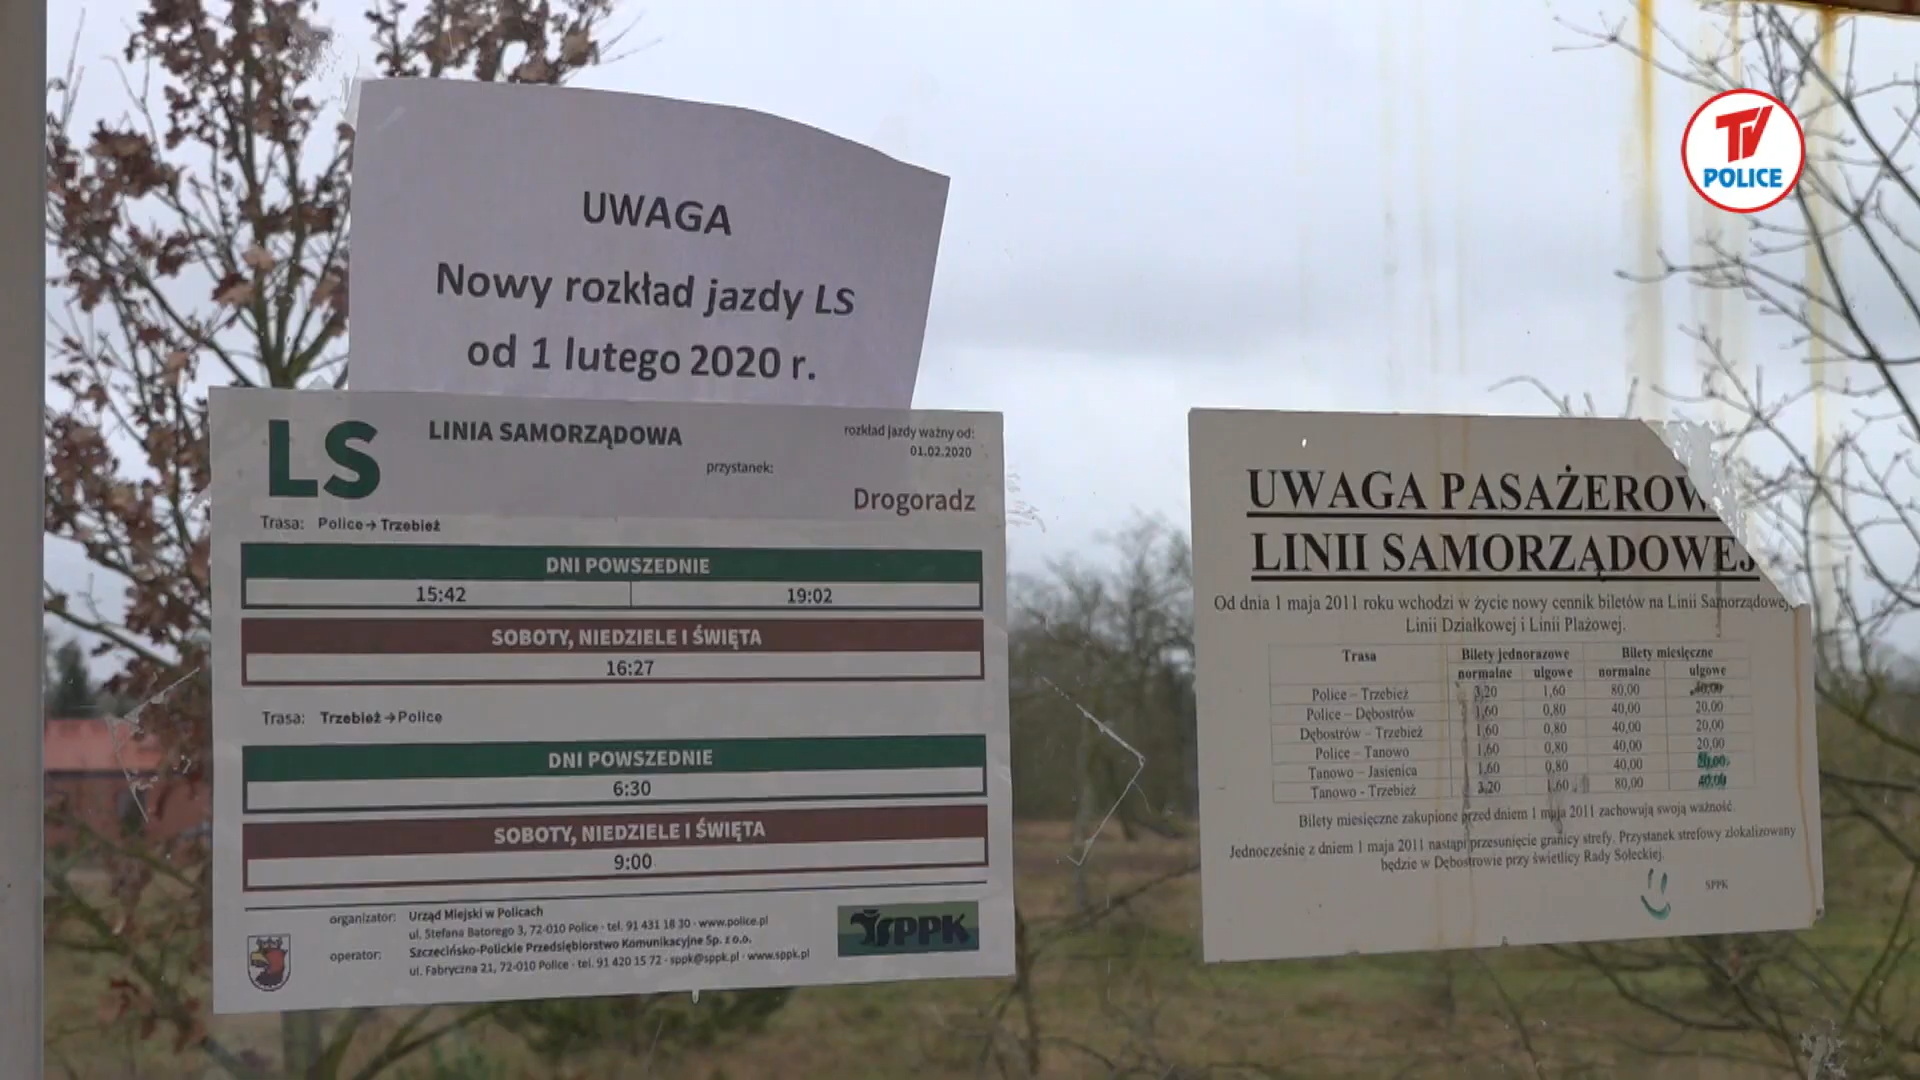 TV
POLICE
UWAGA
Nowy rozkład jazdy LS
od 1 lutego 2020 r.
LS
LINIA SAMORZĄDOWA
rozkład jazdy ważny od:
01.02.2020
przystanek:
Drogoradz
Trasa: Police→Trzebież
DNI POWSZEDNIE
15:42 19:02
SOBOTY, NIEDZIELE I ŚWIĘTA
16:27
Trasa: Trzebież→Police
DNI POWSZEDNIE
6:30
SOBOTY, NIEDZIELE I ŚWIĘTA
9:00
organizator: Urząd Miejski w Policach
ul. Stefana Batorego 3, 72-010 Police · tel. 91 431 18 30 · www.police.pl
operator: Szczecińsko-Polickie Przedsiębiorstwo Komunikacyjne Sp. z o.o.
ul. Fabryczna 21, 72-010 Police · tel. 91 420 15 72 · sppk@sppk.pl · www.sppk.pl
SPPK
UWAGA PASAŻEROW
LINII SAMORZĄDOWEJ
Od dnia 1 maja 2011 roku wchodzi w życie nowy cennik biletów na Linii Samorządowej,
Linii Działkowej i Linii Plażowej.
Trasa Bilety jednorazowe Bilety miesięczne
normalne ulgowe normalne ulgowe
Police – Trzebież 3,20 1,60 80,00 40,00
Police – Dębostrów 1,60 0,80 40,00 20,00
Dębostrów – Trzebież 1,60 0,80 40,00 20,00
Police – Tanowo 1,60 0,80 40,00 20,00
Tanowo – Jasienica 1,60 0,80 40,00 20,00
Tanowo - Trzebież 3,20 1,60 80,00 40,00
Bilety miesięczne zakupione przed dniem 1 maja 2011 zachowują swoją ważność.
Jednocześnie z dniem 1 maja 2011 nastąpi przesunięcie granicy strefy. Przystanek strefowy zlokalizowany
będzie w Dębostrowie przy świetlicy Rady Sołeckiej.
SPPK